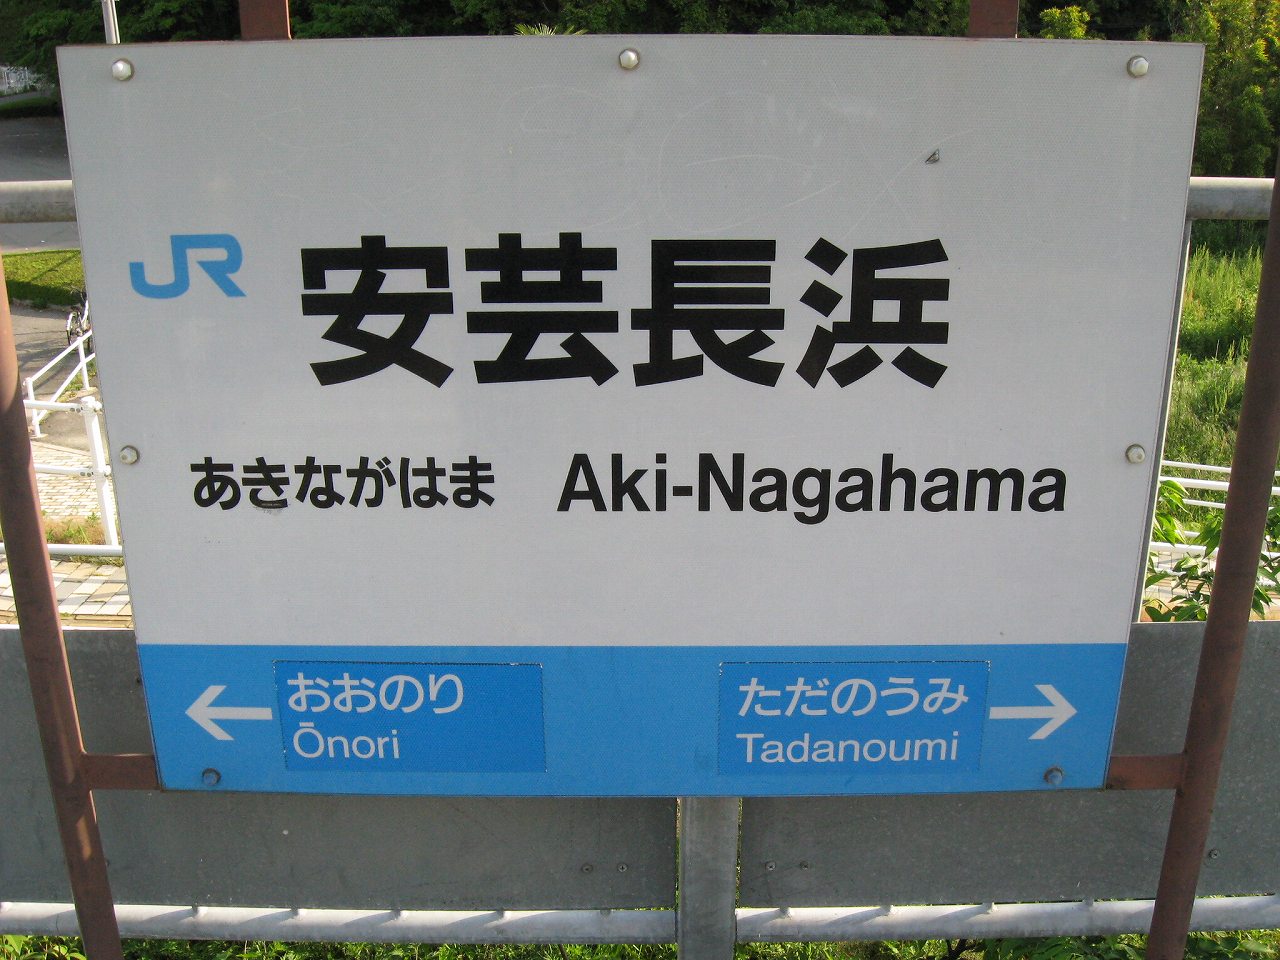 JR 安芸長浜
あきながはま Aki-Nagahama
← おおのり
Ōnori
ただのうみ →
Tadanoumi